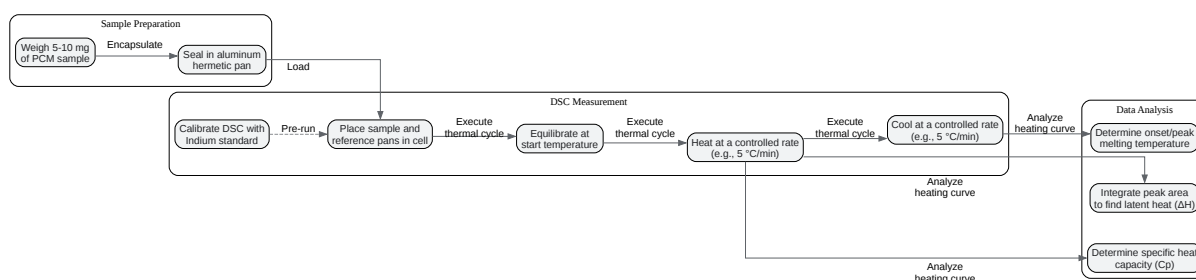 Sample Preparation
Weigh 5-10 mg
of PCM sample
Encapsulate
Seal in aluminum
hermetic pan
Load
DSC Measurement
Calibrate DSC with
Indium standard
Pre-run
Place sample and
reference pans in cell
Execute
thermal cycle
Equilibrate at
start temperature
Execute
thermal cycle
Heat at a controlled rate
(e.g., 5 °C/min)
Execute
thermal cycle
Cool at a controlled rate
(e.g., 5 °C/min)
Analyze
heating curve
Data Analysis
Determine onset/peak
melting temperature
Analyze
heating curve
Integrate peak area
to find latent heat (ΔH)
Analyze
heating curve
Determine specific heat
capacity (Cp)